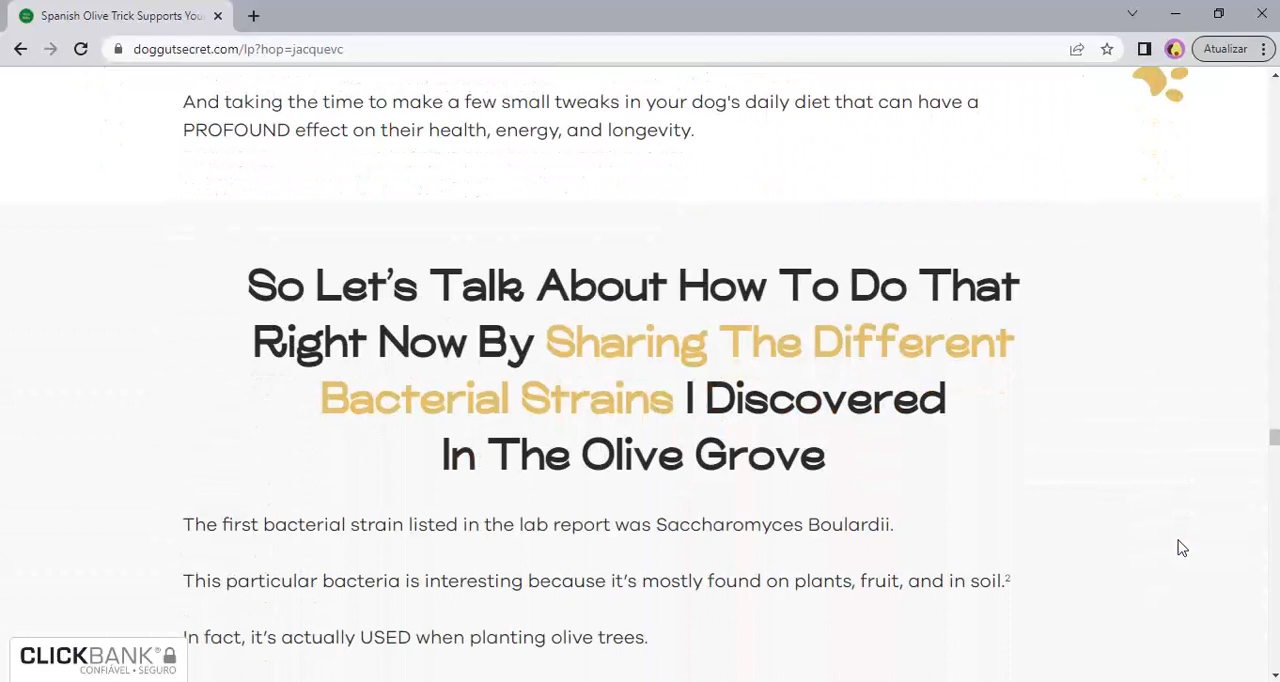 Spanish Olive Trick Supports You
doggutsecret.com/lp?hop=jacquevc
Atualizar
And taking the time to make a few small tweaks in your dog's daily diet that can have a
PROFOUND effect on their health, energy, and longevity.
So Let's Talk About How To Do That
Right Now By Sharing The Different
Bacterial Strains I Discovered
In The Olive Grove
The first bacterial strain listed in the lab report was Saccharomyces Boulardii.
This particular bacteria is interesting because it's mostly found on plants, fruit, and in soil.²
In fact, it's actually USED when planting olive trees.
CLICKBANK®
CONFIÁVEL • SEGURO